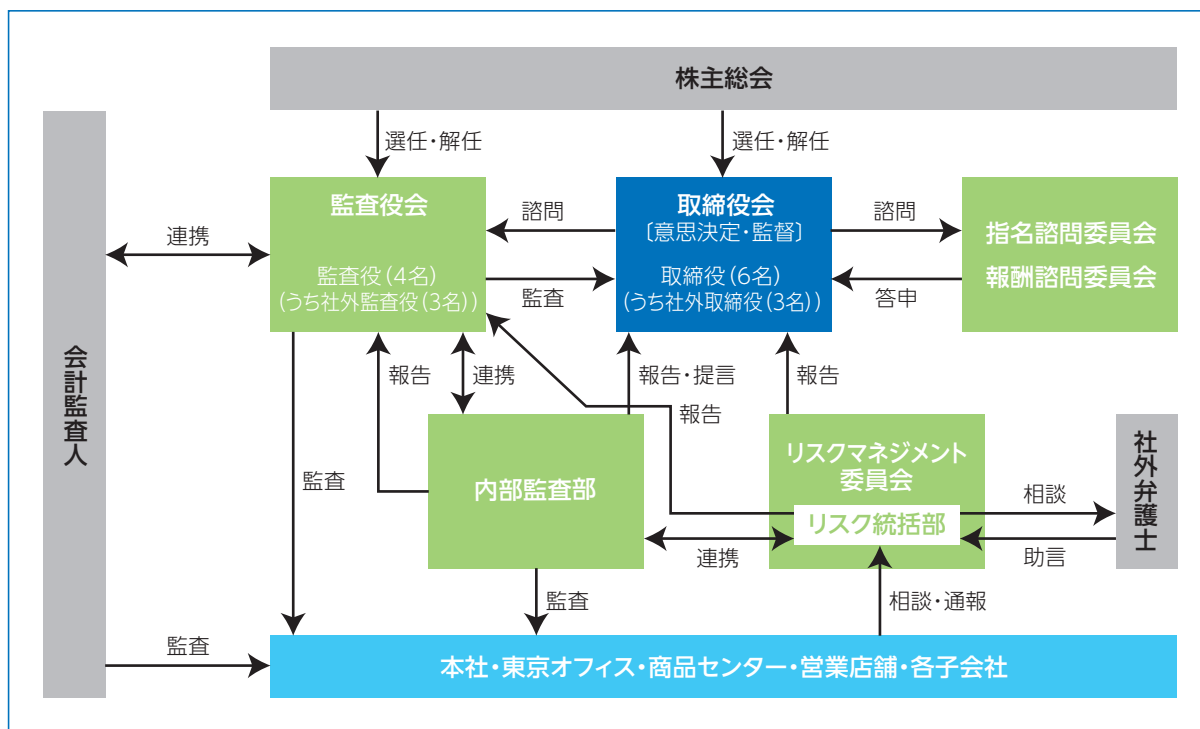 株主総会
選任・解任
選任・解任
監査役会
監査役(4名)
(うち社外監査役(3名))
諮問
監査
取締役会
〔意思決定・監督〕
取締役(6名)
(うち社外取締役(3名))
諮問
答申
指名諮問委員会
報酬諮問委員会
連携
会計監査人
報告
連携
報告・提言
報告
報告
監査
内部監査部
リスクマネジメント
委員会
リスク統括部
連携
相談
助言
社外弁護士
監査
相談・通報
監査
本社・東京オフィス・商品センター・営業店舗・各子会社